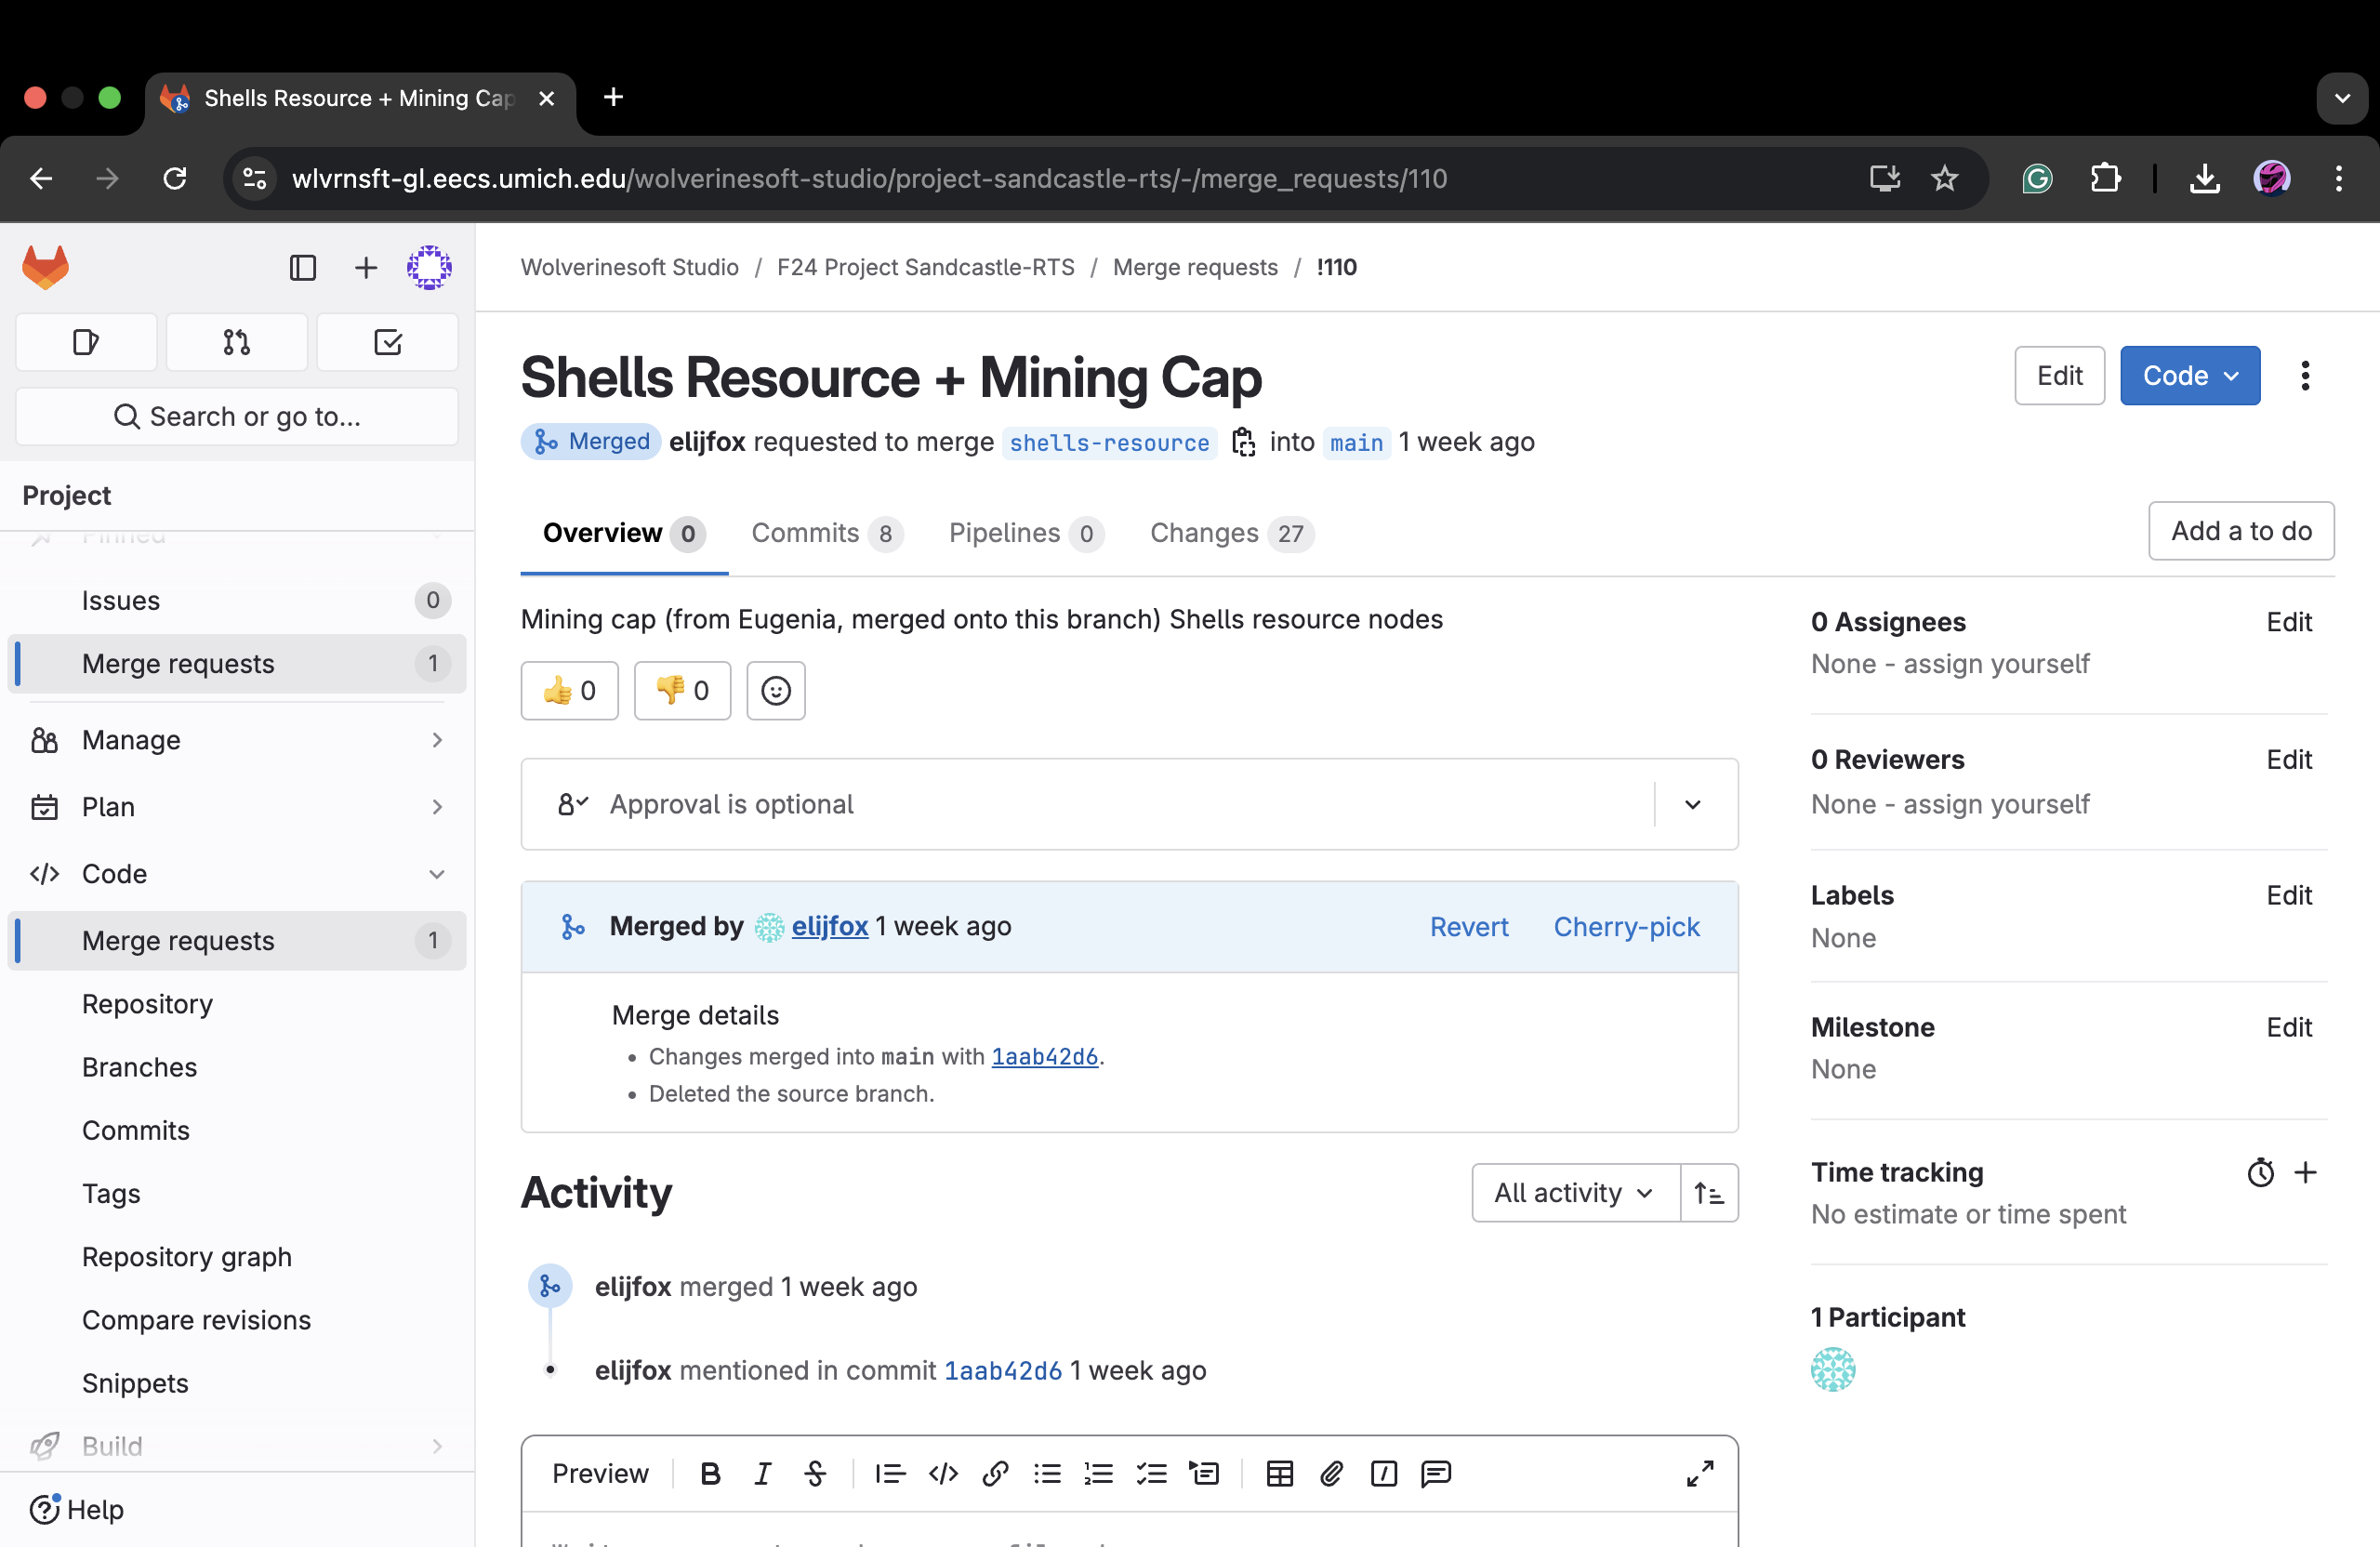 Shells Resource + Mining Cap
wlvrnsft-gl.eecs.umich.edu/wolverinesoft-studio/project-sandcastle-rts/-/merge_requests/110
Search or go to...
Project
Pinned
Issues 0
Merge requests 1
Manage
Plan
Code
Merge requests 1
Repository
Branches
Commits
Tags
Repository graph
Compare revisions
Snippets
Build
Help
Wolverinesoft Studio / F24 Project Sandcastle-RTS / Merge requests / !110
Shells Resource + Mining Cap
Edit
Code
Merged elijfox requested to merge shells-resource into main 1 week ago
Overview 0 Commits 8 Pipelines 0 Changes 27
Add a to do
Mining cap (from Eugenia, merged onto this branch) Shells resource nodes
👍 0 👎 0
Approval is optional
Merged by elijfox 1 week ago Revert Cherry-pick
Merge details
• Changes merged into main with 1aab42d6.
• Deleted the source branch.
Activity
All activity
elijfox merged 1 week ago
elijfox mentioned in commit 1aab42d6 1 week ago
Preview
0 Assignees Edit
None - assign yourself
0 Reviewers Edit
None - assign yourself
Labels Edit
None
Milestone Edit
None
Time tracking
No estimate or time spent
1 Participant